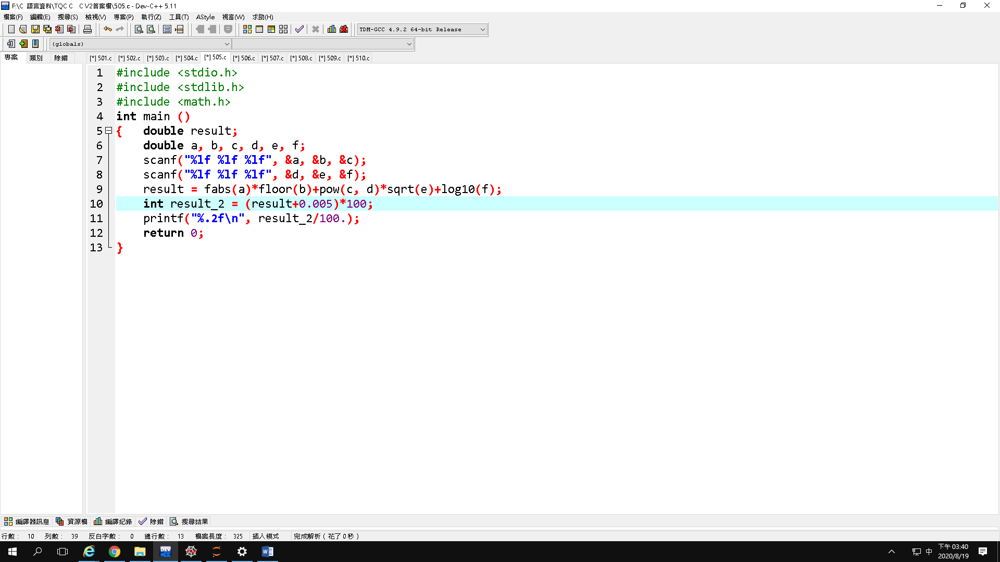 F:\C 語言資料\TQC C    C V2答案檔\505.c - Dev-C++ 5.11
檔案(F) 編輯(E) 搜尋(S) 檢視(V) 專案(P) 執行(Z) 工具(T) AStyle 視窗(W) 求助(H)
TDM-GCC 4.9.2 64-bit Release
(globals)
專案 類別 除錯
[*] 501.c [*] 502.c [*] 503.c [*] 504.c [*] 505.c [*] 506.c [*] 507.c [*] 508.c [*] 509.c [*] 510.c
1 #include <stdio.h>
2 #include <stdlib.h>
3 #include <math.h>
4 int main ()
5 {   double result;
6     double a, b, c, d, e, f;
7     scanf("%lf %lf %lf", &a, &b, &c);
8     scanf("%lf %lf %lf", &d, &e, &f);
9     result = fabs(a)*floor(b)+pow(c, d)*sqrt(e)+log10(f);
10     int result_2 = (result+0.005)*100;
11     printf("%.2f\n", result_2/100.);
12     return 0;
13 }
編譯器訊息 資源檔 編譯紀錄 除錯 搜尋結果
行數 : 10 列數 : 39 反白字數 : 0 總行數 : 13 檔案長度 : 325 插入模式 完成解析 ( 花了 0 秒 )
DEV
中
下午 03:40
2020/8/19